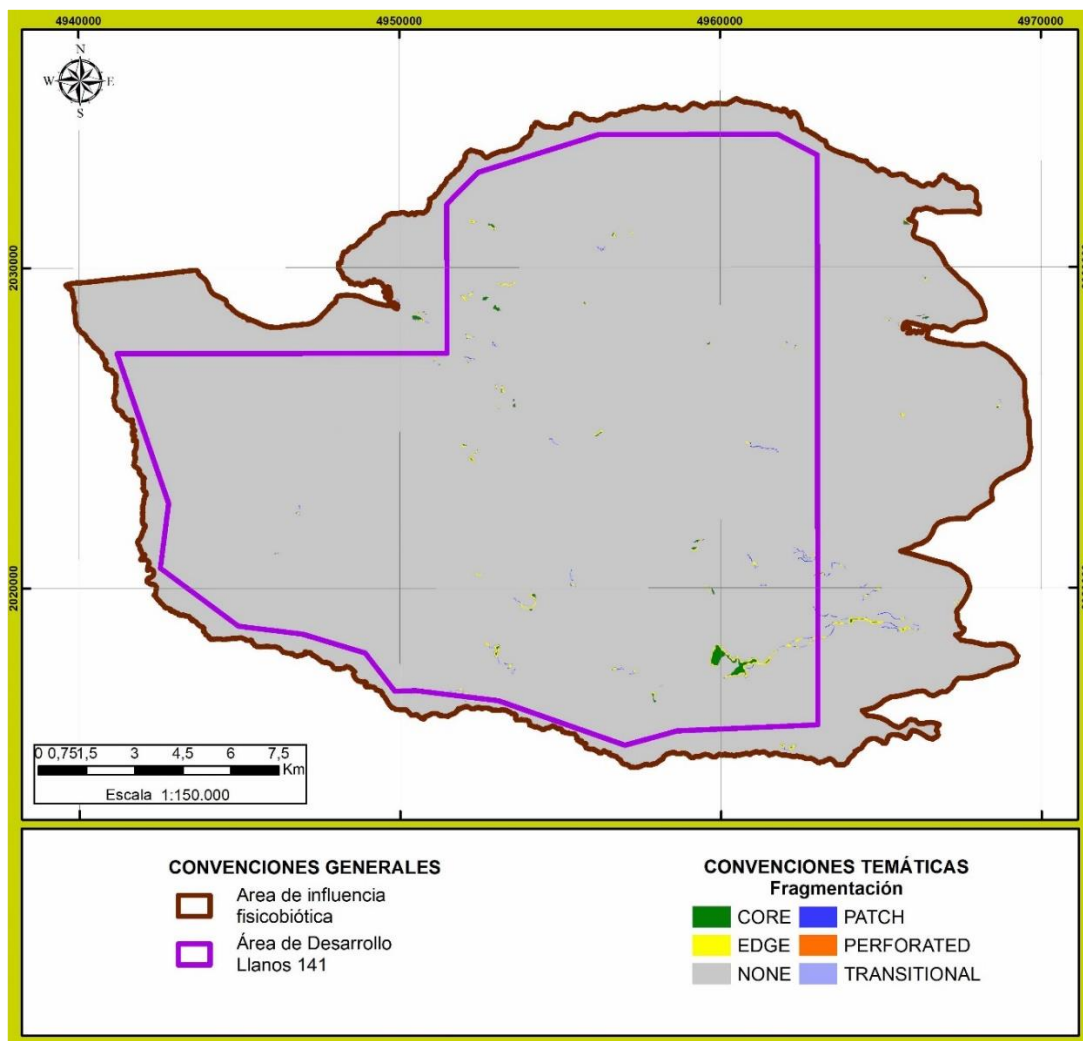 4940000 4950000 4960000 4970000
N
W E
S
2030000
2020000
0 0,751,5 3 4,5 6 7,5
Km
Escala 1:150.000
CONVENCIONES GENERALES
Area de influencia
fisicobiótica
Área de Desarrollo
Llanos 141
CONVENCIONES TEMÁTICAS
Fragmentación
CORE PATCH
EDGE PERFORATED
NONE TRANSITIONAL